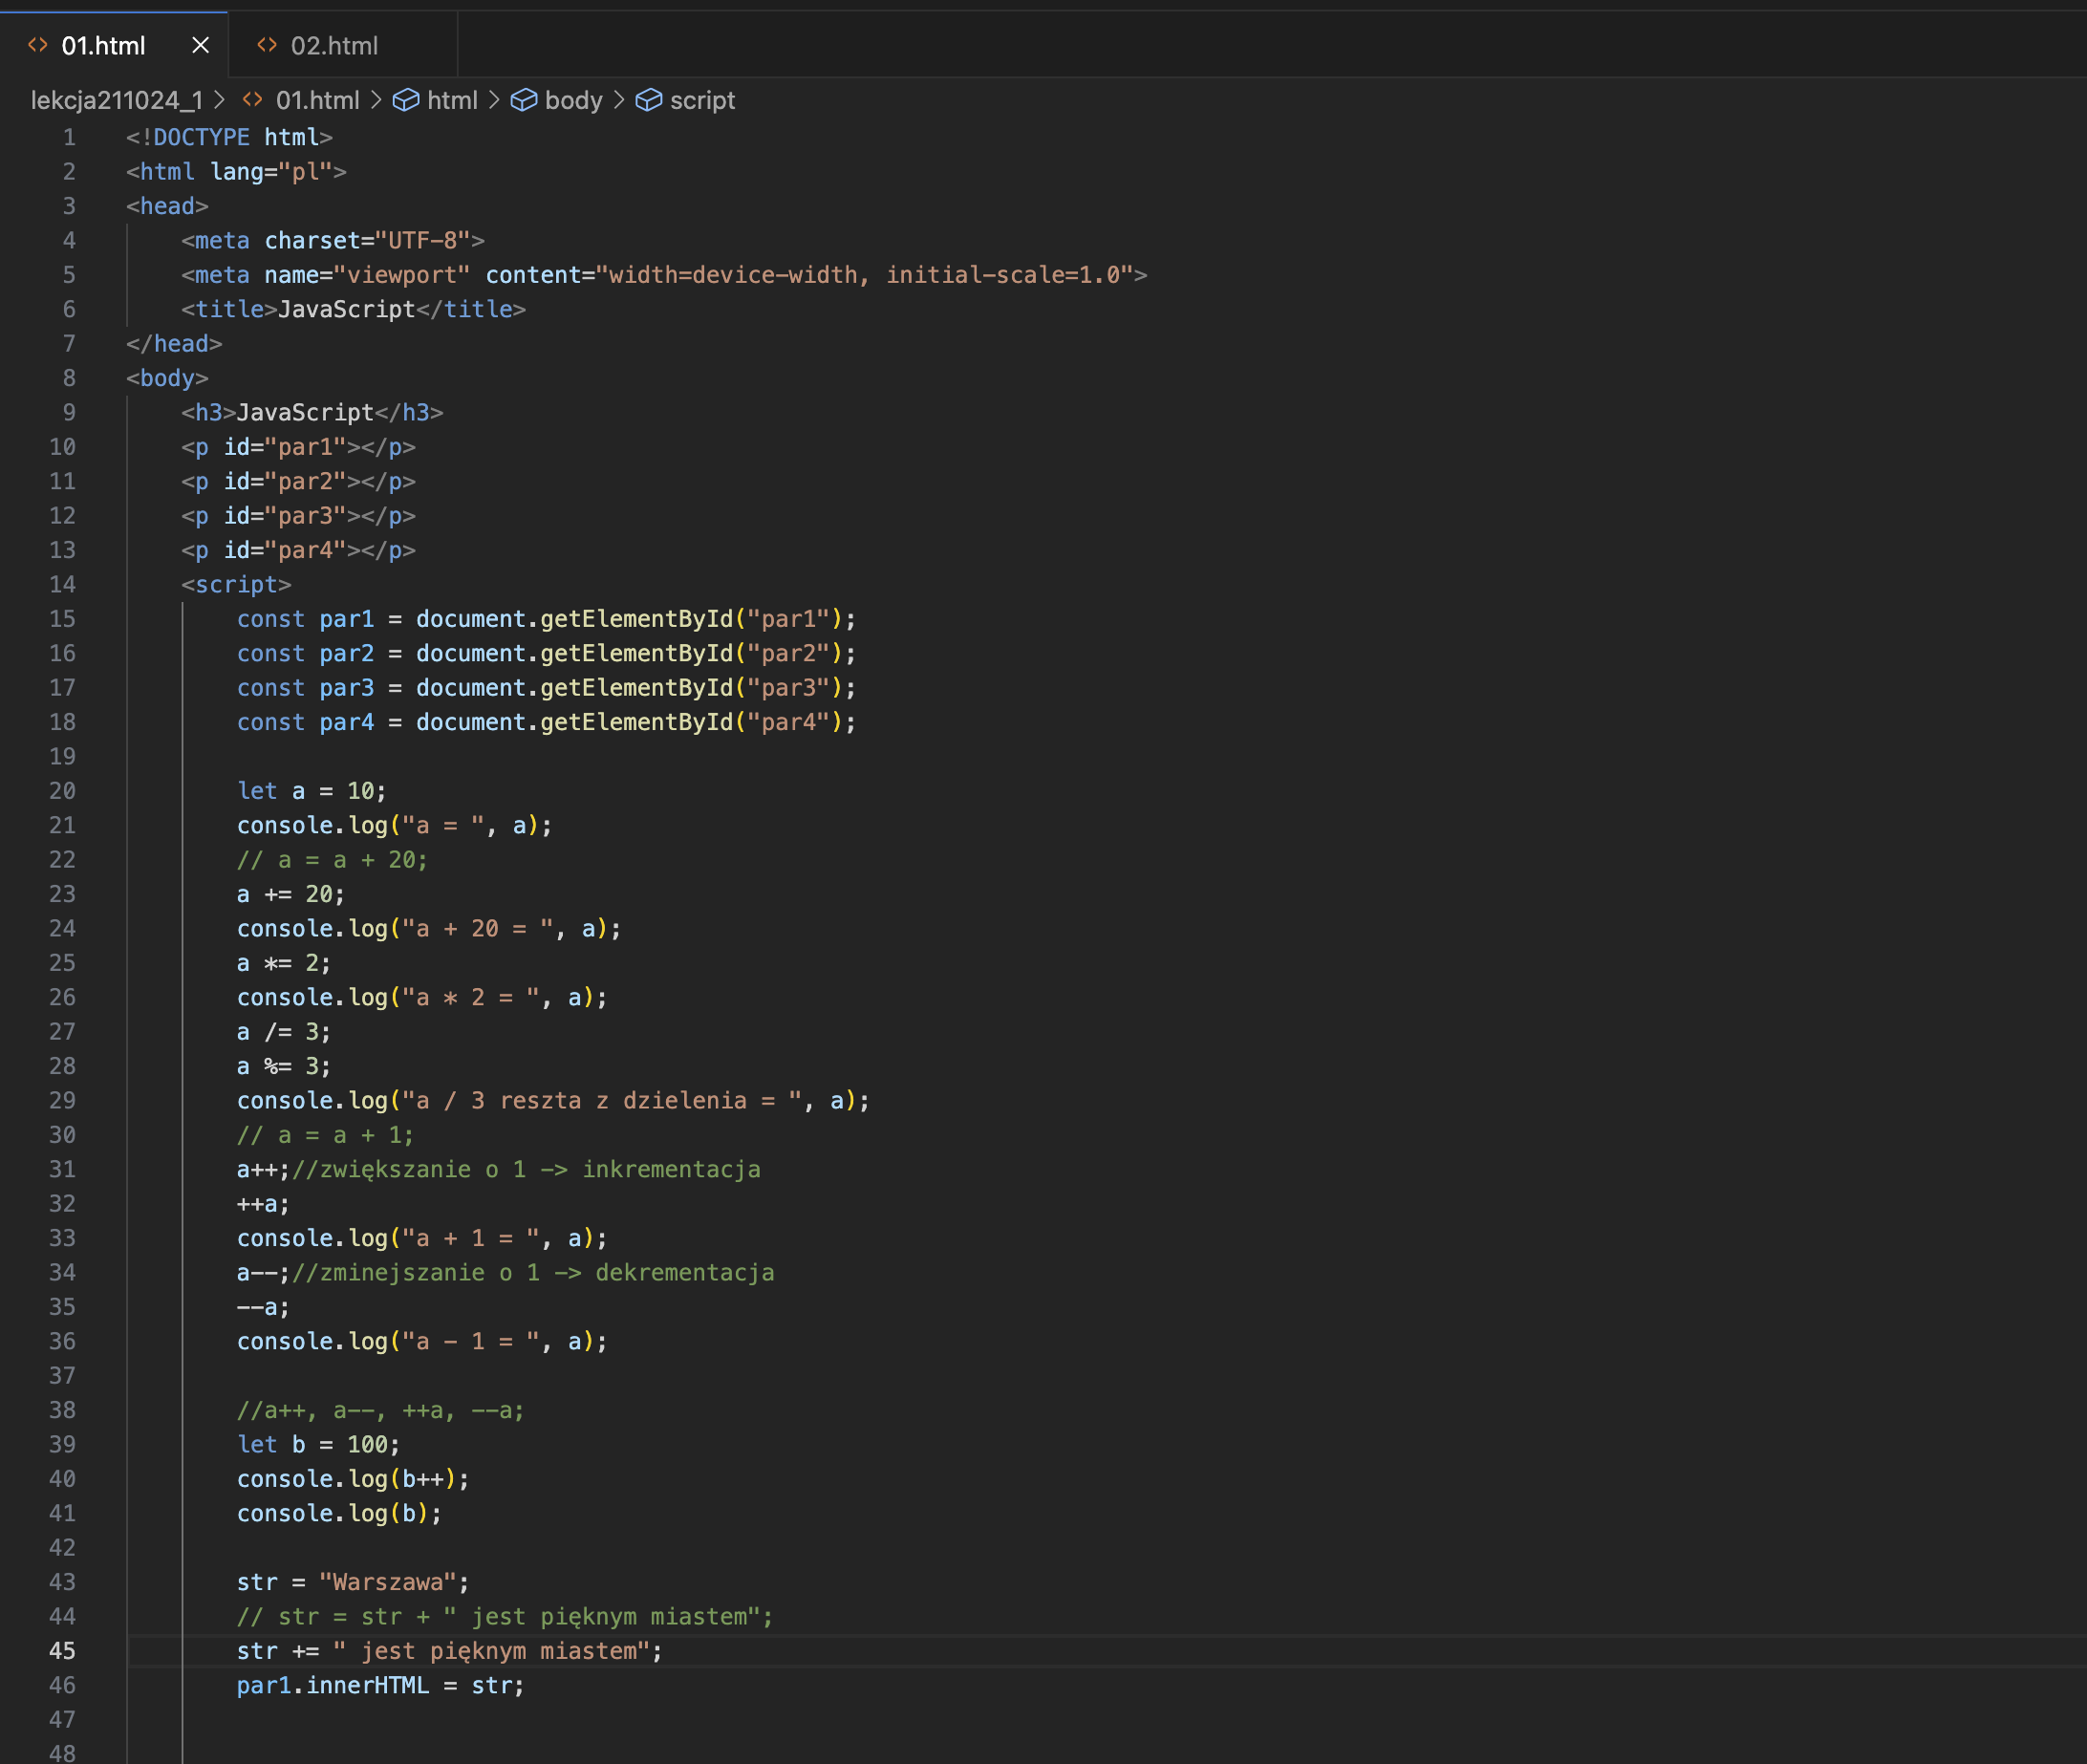 01.html
02.html
lekcja211024_1 > 01.html > html > body > script
1 <!DOCTYPE html>
2 <html lang="pl">
3 <head>
4 <meta charset="UTF-8">
5 <meta name="viewport" content="width=device-width, initial-scale=1.0">
6 <title>JavaScript</title>
7 </head>
8 <body>
9 <h3>JavaScript</h3>
10 <p id="par1"></p>
11 <p id="par2"></p>
12 <p id="par3"></p>
13 <p id="par4"></p>
14 <script>
15 const par1 = document.getElementById("par1");
16 const par2 = document.getElementById("par2");
17 const par3 = document.getElementById("par3");
18 const par4 = document.getElementById("par4");
19
20 let a = 10;
21 console.log("a = ", a);
22 // a = a + 20;
23 a += 20;
24 console.log("a + 20 = ", a);
25 a *= 2;
26 console.log("a * 2 = ", a);
27 a /= 3;
28 a %= 3;
29 console.log("a / 3 reszta z dzielenia = ", a);
30 // a = a + 1;
31 a++;//zwiększanie o 1 -> inkrementacja
32 ++a;
33 console.log("a + 1 = ", a);
34 a--;//zminejszanie o 1 -> dekrementacja
35 --a;
36 console.log("a - 1 = ", a);
37
38 //a++, a--, ++a, --a;
39 let b = 100;
40 console.log(b++);
41 console.log(b);
42
43 str = "Warszawa";
44 // str = str + " jest pięknym miastem";
45 str += " jest pięknym miastem";
46 par1.innerHTML = str;
47
48